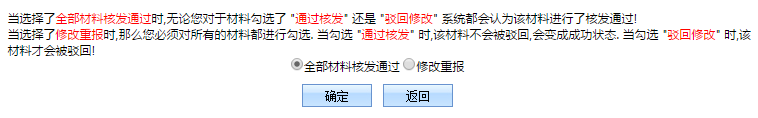 当选择了全部材料核发通过时,无论您对于材料勾选了 "通过核发" 还是 "驳回修改" 系统都会认为该材料进行了核发通过!
当选择了修改重报时,那么您必须对所有的材料都进行勾选. 当勾选 "通过核发" 时,该材料不会被驳回,会变成成功状态. 当勾选 "驳回修改" 时,该
材料才会被驳回!
全部材料核发通过 修改重报
确定 返回